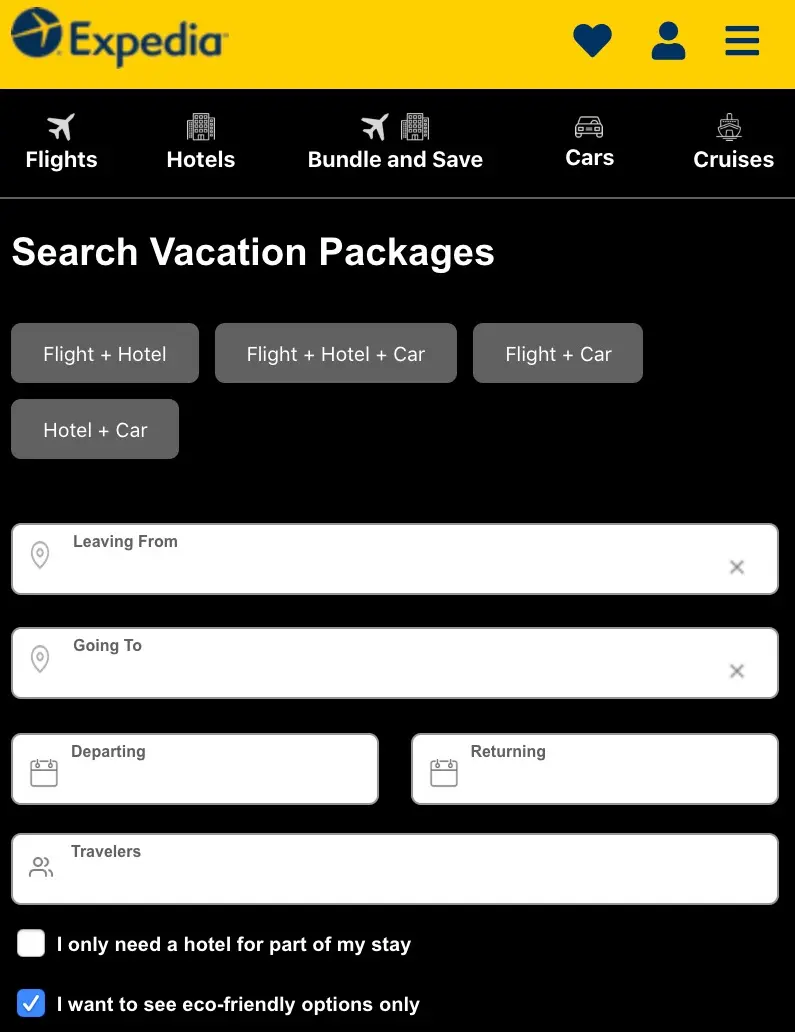 Expedia
Flights Hotels Bundle and Save Cars Cruises
Search Vacation Packages
Flight + Hotel Flight + Hotel + Car Flight + Car
Hotel + Car
Leaving From
Going To
Departing Returning
Travelers
I only need a hotel for part of my stay
I want to see eco-friendly options only